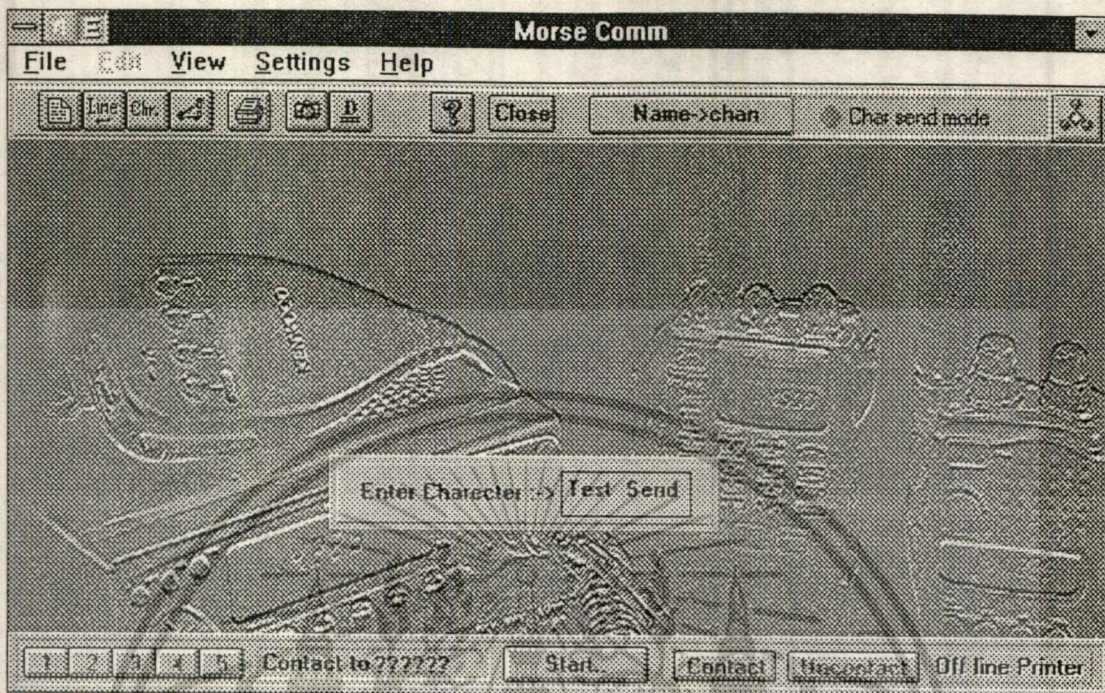 Morse Comm
File Edit View Settings Help
Line Chr. D ? Close Name->chan Char send mode
KENWOOD
Enter Charecter :-> Test Send
1 2 3 4 5 Contact to ?????? Start.. Contact Uncontact Off line Printer